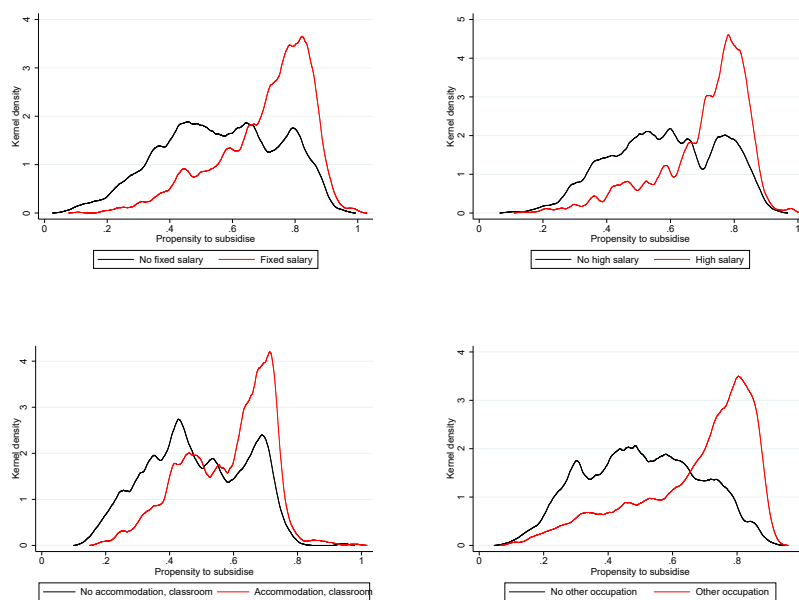 4
3
2
1
0
Kernel density
0 .2 .4 .6 .8 1
Propensity to subsidise
No fixed salary Fixed salary
5
4
3
2
1
0
Kernel density
0 .2 .4 .6 .8 1
Propensity to subsidise
No high salary High salary
4
3
2
1
0
Kernel density
0 .2 .4 .6 .8 1
Propensity to subsidise
No accommodation, classroom Accommodation, classroom
4
3
2
1
0
Kernel density
0 .2 .4 .6 .8
Propensity to subsidise
No other occupation Other occupation